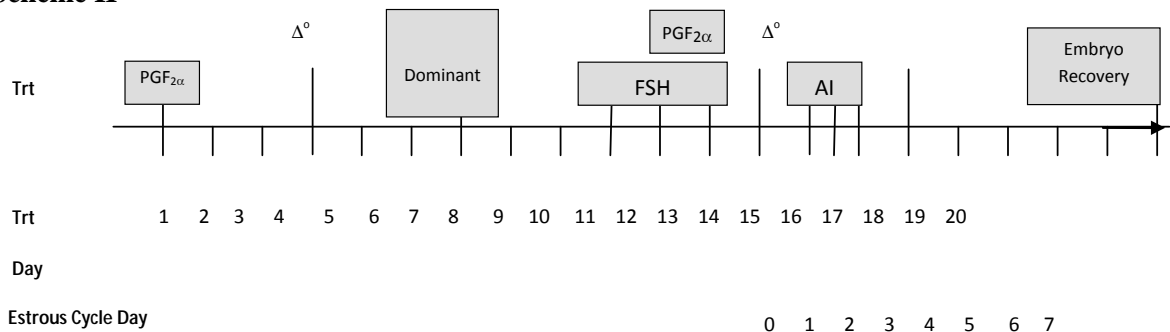 Δ° PGF2α Δ°
Dominant
Embryo Recovery
Trt PGF2α FSH AI
Trt 1 2 3 4 5 6 7 8 9 10 11 12 13 14 15 16 17 18 19 20
Day
Estrous Cycle Day 0 1 2 3 4 5 6 7